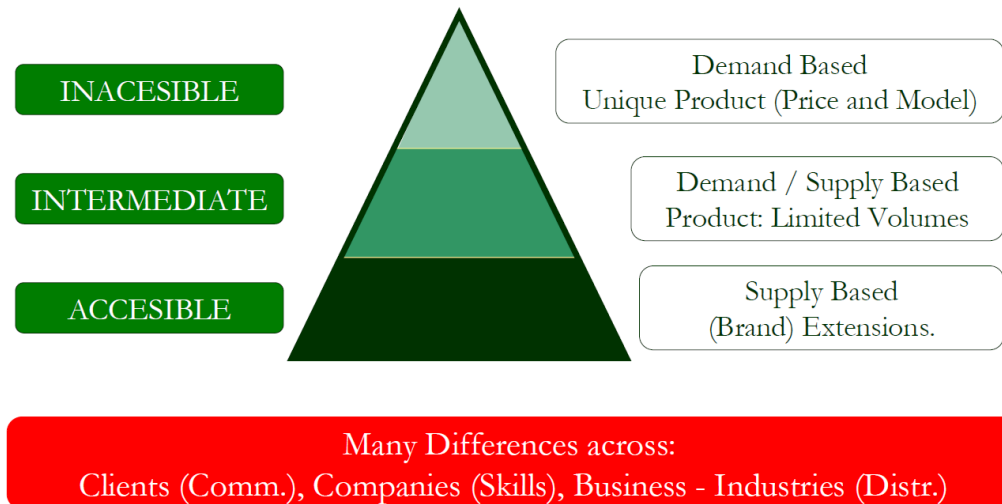 INACESIBLE
Demand Based
Unique Product (Price and Model)
INTERMEDIATE
Demand / Supply Based
Product: Limited Volumes
ACCESIBLE
Supply Based
(Brand) Extensions.
Many Differences across:
Clients (Comm.), Companies (Skills), Business - Industries (Distr.)